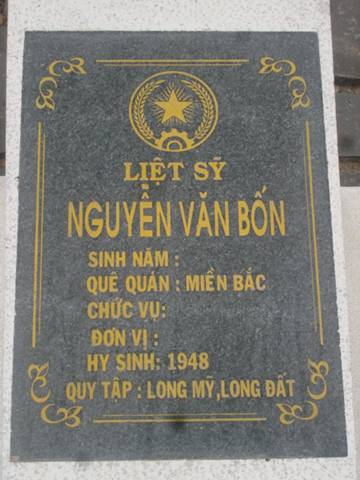 LIỆT SỸ
NGUYỄN VĂN BỐN
SINH NĂM :
QUÊ QUÁN : MIỀN BẮC
CHỨC VỤ:
ĐƠN VỊ :
HY SINH: 1948
QUY TẬP : LONG MỸ,LONG ĐẤT